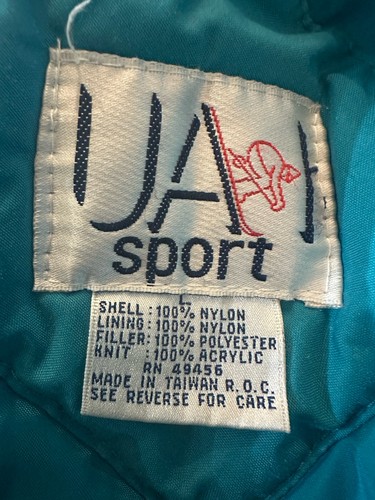 sport
L
SHELL : 100% NYLON
LINING : 100% NYLON
FILLER : 100% POLYESTER
KNIT : 100% ACRYLIC
RN 49456
MADE IN TAIWAN R.O.C.
SEE REVERSE FOR CARE